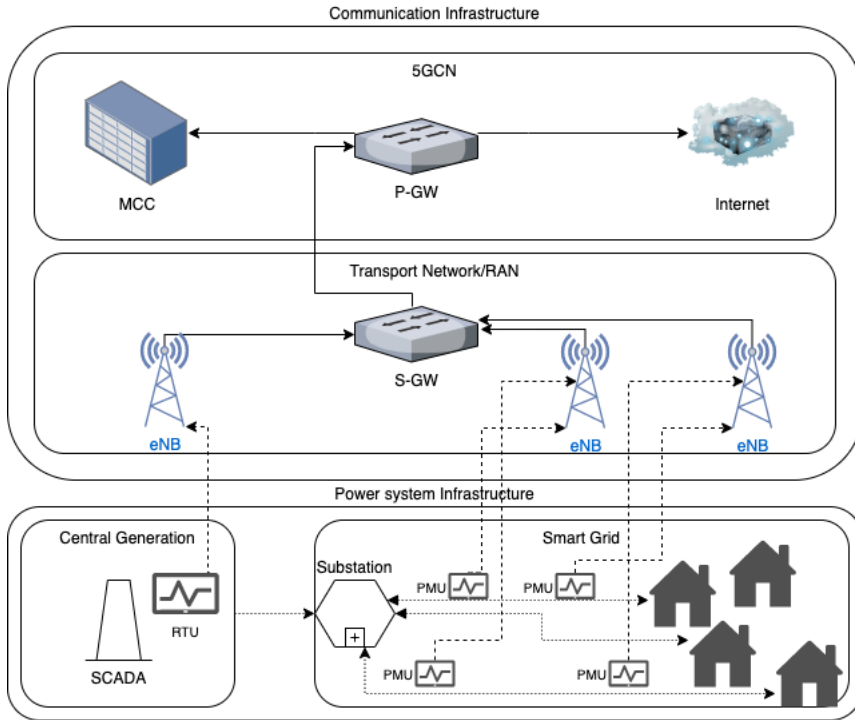 Communication Infrastructure
5GCN
MCC
P-GW
Internet
Transport Network/RAN
S-GW
eNB
eNB
eNB
Power system Infrastructure
Central Generation
Smart Grid
Substation
PMU
PMU
RTU
+
SCADA
PMU
PMU